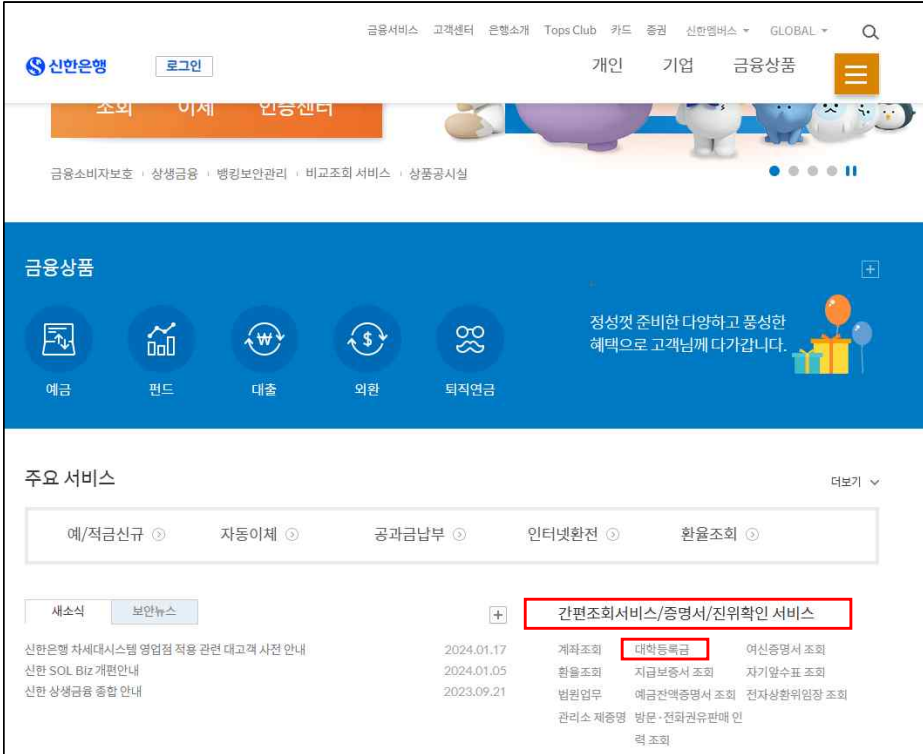 금융서비스 고객센터 은행소개 Tops Club 카드 증권 신한멤버스 GLOBAL
신한은행 로그인 개인 기업 금융상품
조회 이체 인증센터
금융소비자보호 상생금융 뱅킹보안관리 비교조회 서비스 상품공시실
금융상품
정성껏 준비한 다양하고 풍성한
혜택으로 고객님께 다가갑니다.
예금 펀드 대출 외환 퇴직연금
주요 서비스 더보기
예/적금신규 자동이체 공과금납부 인터넷환전 환율조회
새소식 보안뉴스
신한은행 차세대시스템 영업점 적용 관련 대고객 사전 안내 2024.01.17
신한 SOL Biz 개편안내 2024.01.05
신한 상생금융 종합 안내 2023.09.21
간편조회서비스/증명서/진위확인 서비스
계좌조회 대학등록금 여신증명서 조회
환율조회 지급보증서 조회 자기앞수표 조회
법원업무 예금잔액증명서 조회 전자상환위임장 조회
관리소 제증명 방문·전화권유판매 인
력 조회